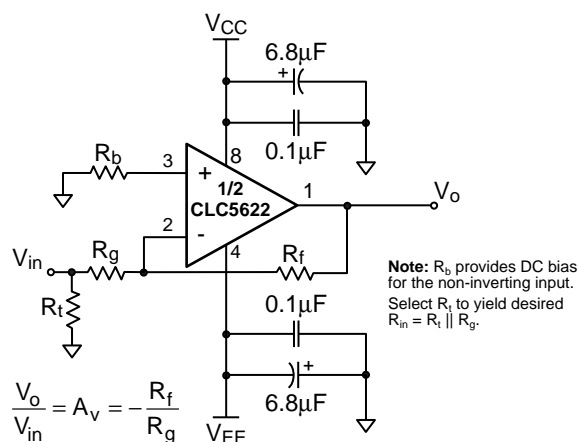 V_CC
6.8μF
+
0.1μF
R_b
3
8
+
1/2
CLC5622
1
V_o
2
-
4
V_in
R_g
R_f
R_t
Note: R_b provides DC bias
for the non-inverting input.
Select R_t to yield desired
R_in = R_t || R_g.
0.1μF
+
6.8μF
V_EE
V_o / V_in = A_v = − R_f / R_g